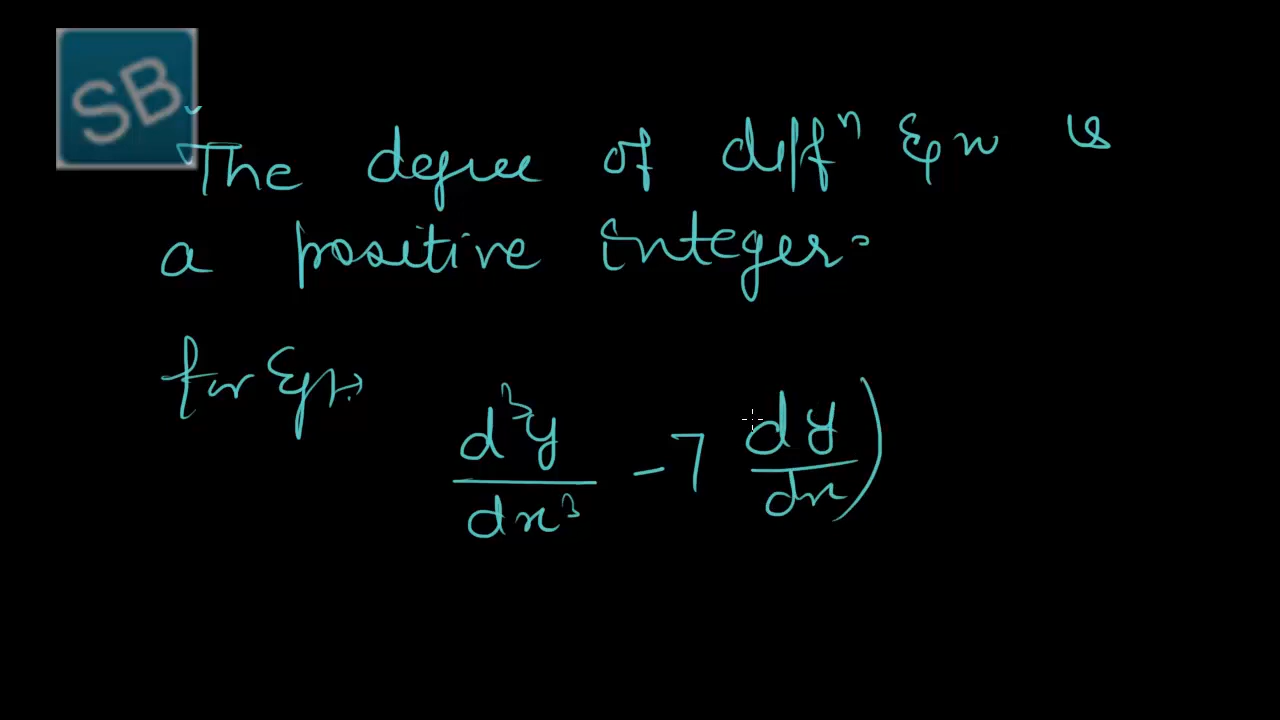 SB
The degree of diffⁿ Eqn is
a positive integer.
for Eg:
d³y/dx³ - 7 dy/dx)